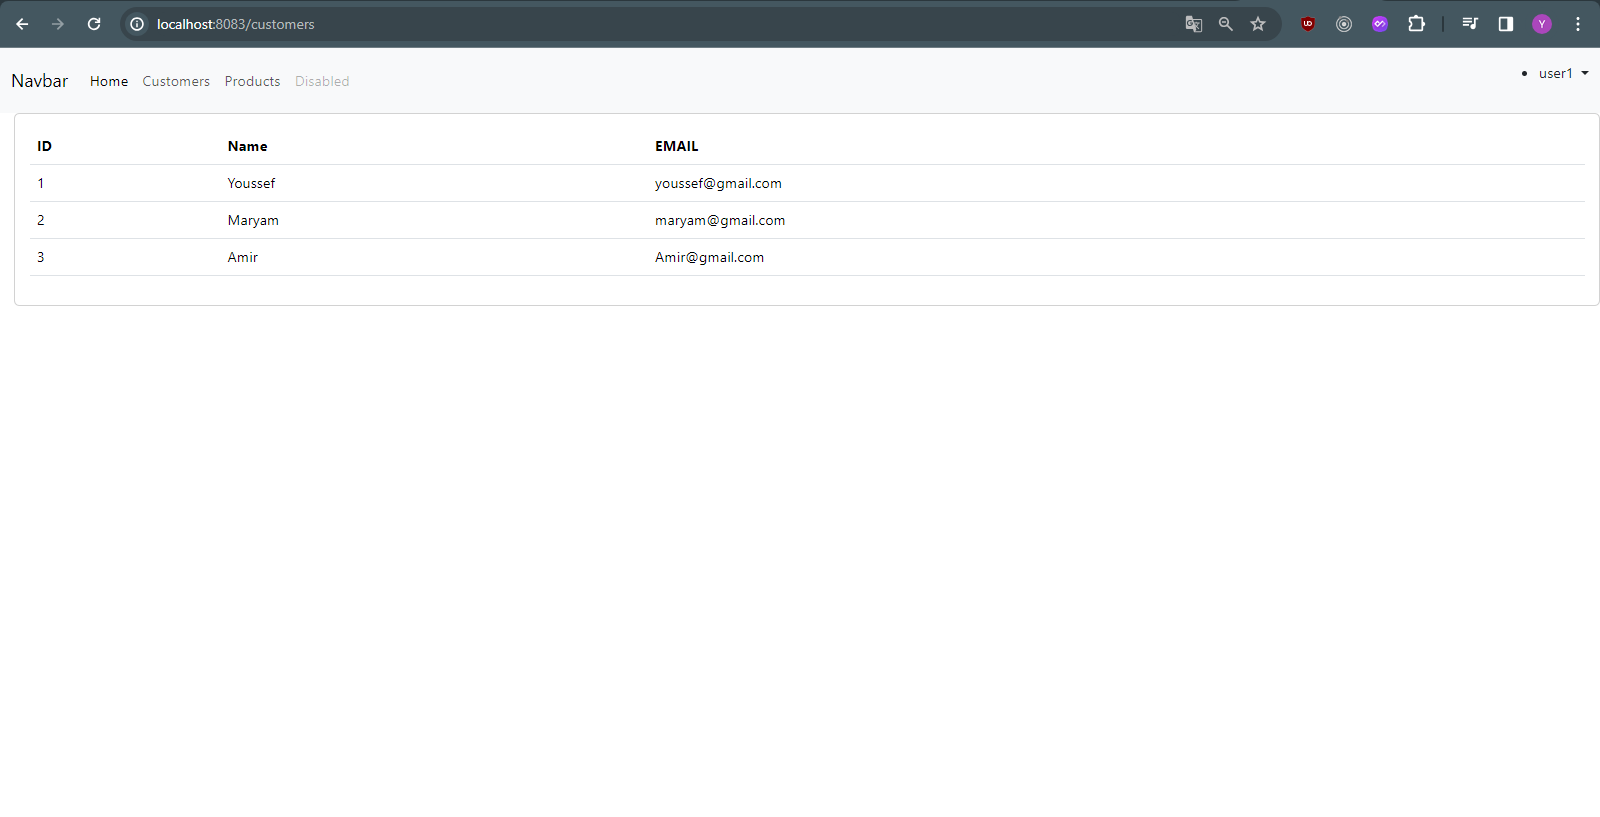 localhost:8083/customers
Y
Navbar Home Customers Products Disabled
user1
ID Name EMAIL
1 Youssef youssef@gmail.com
2 Maryam maryam@gmail.com
3 Amir Amir@gmail.com